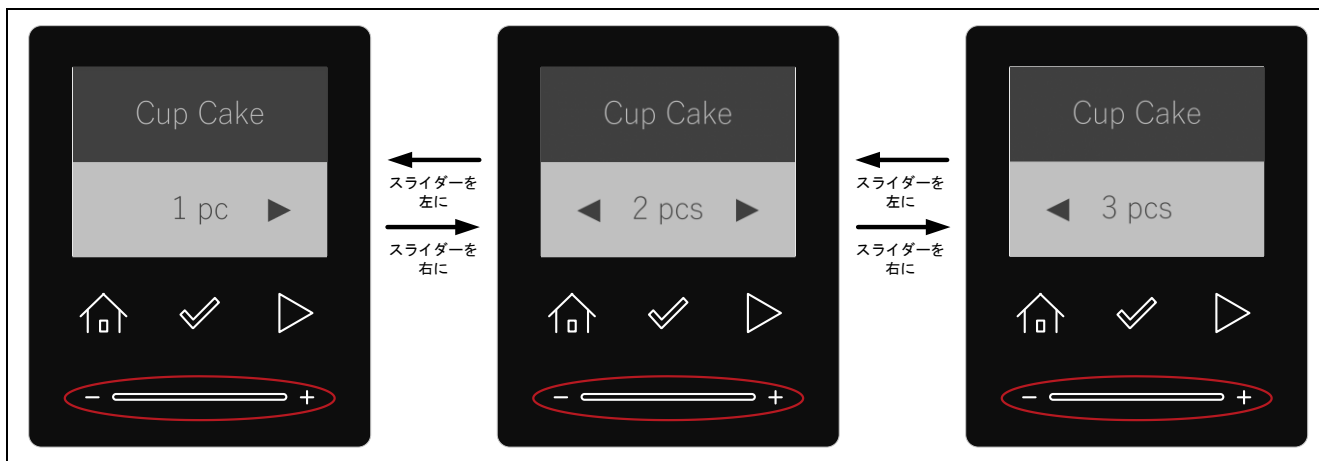 Cup Cake
1 pc ▶
− +
スライダーを
左に
スライダーを
右に
Cup Cake
◀ 2 pcs ▶
− +
スライダーを
左に
スライダーを
右に
Cup Cake
◀ 3 pcs
− +